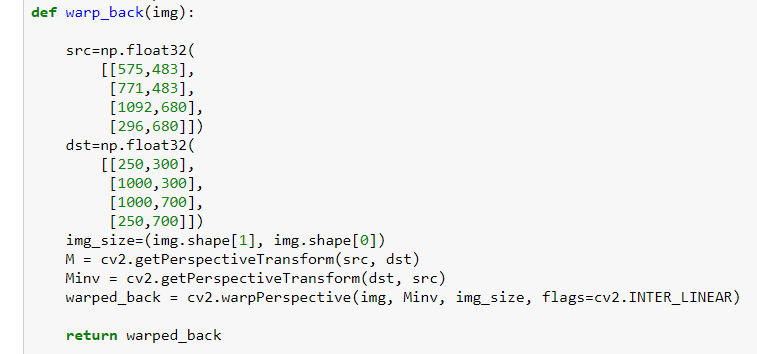 def warp_back(img):
src=np.float32(
[[575,483],
[771,483],
[1092,680],
[296,680]])
dst=np.float32(
[[250,300],
[1000,300],
[1000,700],
[250,700]])
img_size=(img.shape[1], img.shape[0])
M = cv2.getPerspectiveTransform(src, dst)
Minv = cv2.getPerspectiveTransform(dst, src)
warped_back = cv2.warpPerspective(img, Minv, img_size, flags=cv2.INTER_LINEAR)
return warped_back